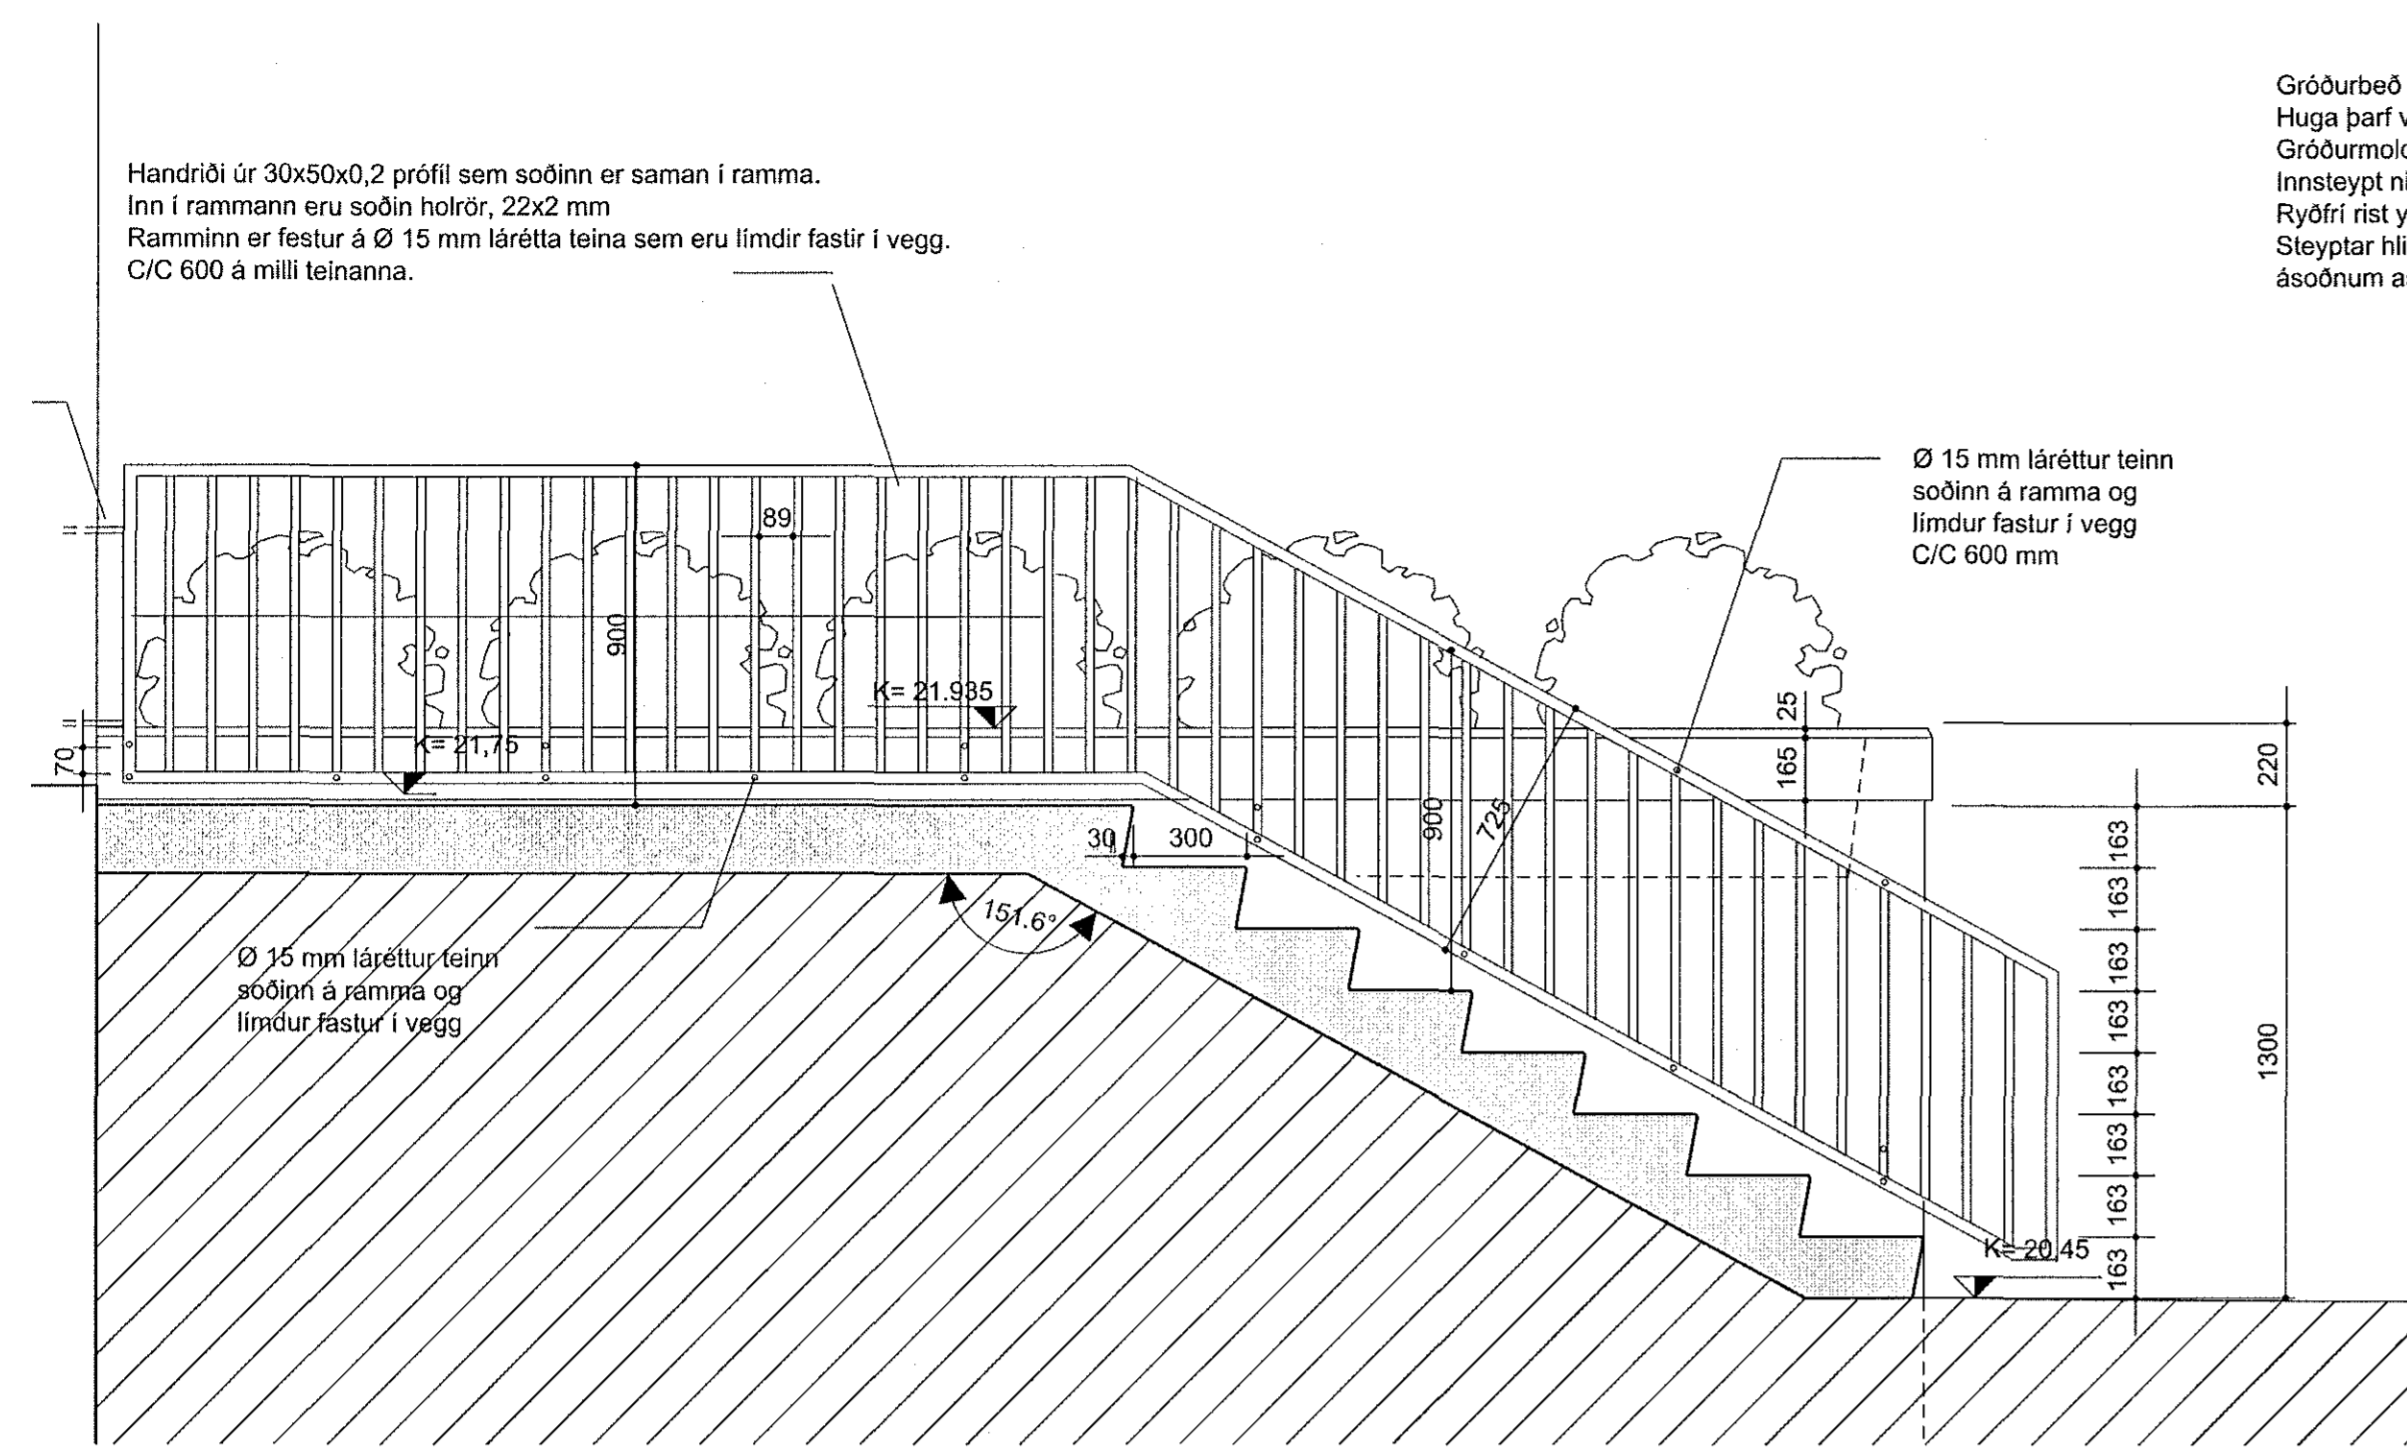 Handriði úr 30x50x0,2 prófíl sem soðinn er saman í ramma.
Inn í rammann eru soðin holrör, 22x2 mm
Ramminn er festur á Ø 15 mm lárétta teina sem eru límdir fastir í vegg.
C/C 600 á milli teinanna.
Gróðurbeð
Huga þarf
Innsteypt
Ryðfrí rist
Steyptar
ásoðnum
Ø 15 mm láréttur teinn
soðinn á ramma og
límdur fastur í vegg
C/C 600 mm
89
900
K= 21.935
K= 21,75
70
25
165
220
30
300
900
725
151.6°
Ø 15 mm láréttur teinn
soðinn á ramma og
límdur fastur í vegg
163
163
163
163
163
163
163
163
1300
K= 20,45